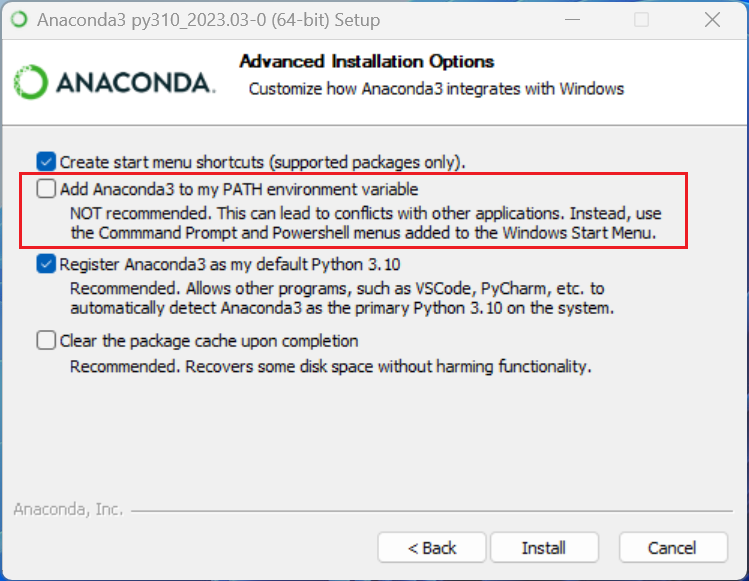 Anaconda3 py310_2023.03-0 (64-bit) Setup
Advanced Installation Options
Customize how Anaconda3 integrates with Windows
ANACONDA.
Create start menu shortcuts (supported packages only).
Add Anaconda3 to my PATH environment variable
NOT recommended. This can lead to conflicts with other applications. Instead, use
the Commmand Prompt and Powershell menus added to the Windows Start Menu.
Register Anaconda3 as my default Python 3.10
Recommended. Allows other programs, such as VSCode, PyCharm, etc. to
automatically detect Anaconda3 as the primary Python 3.10 on the system.
Clear the package cache upon completion
Recommended. Recovers some disk space without harming functionality.
Anaconda, Inc.
< Back
Install
Cancel